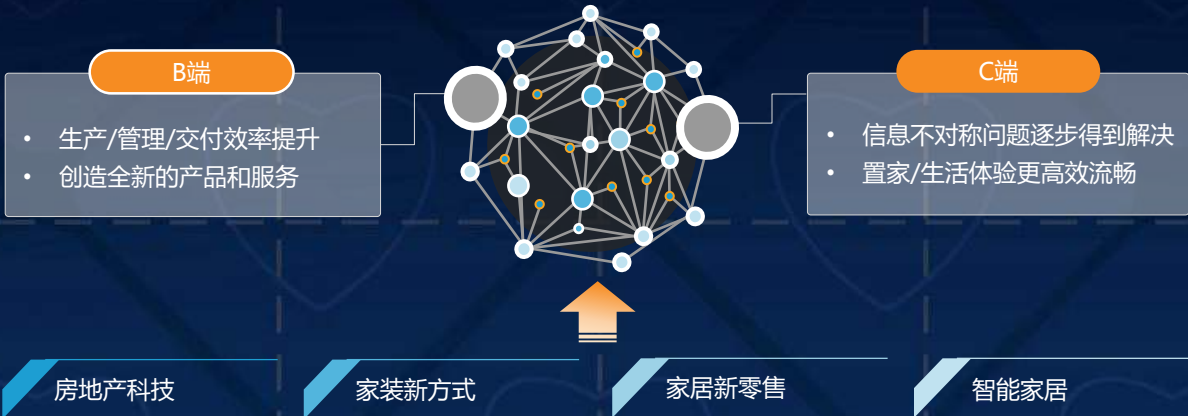 B端
• 生产/管理/交付效率提升
• 创造全新的产品和服务
C端
• 信息不对称问题逐步得到解决
• 置家/生活体验更高效流畅
房地产科技
家装新方式
家居新零售
智能家居